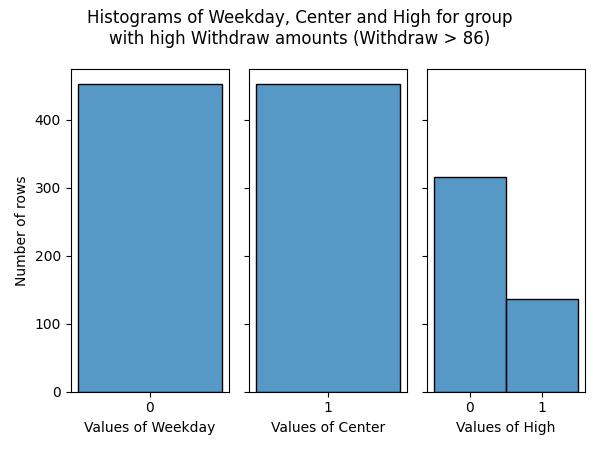 Histograms of Weekday, Center and High for group
with high Withdraw amounts (Withdraw > 86)
Number of rows
400
300
200
100
0
0
Values of Weekday
1
Values of Center
0 1
Values of High